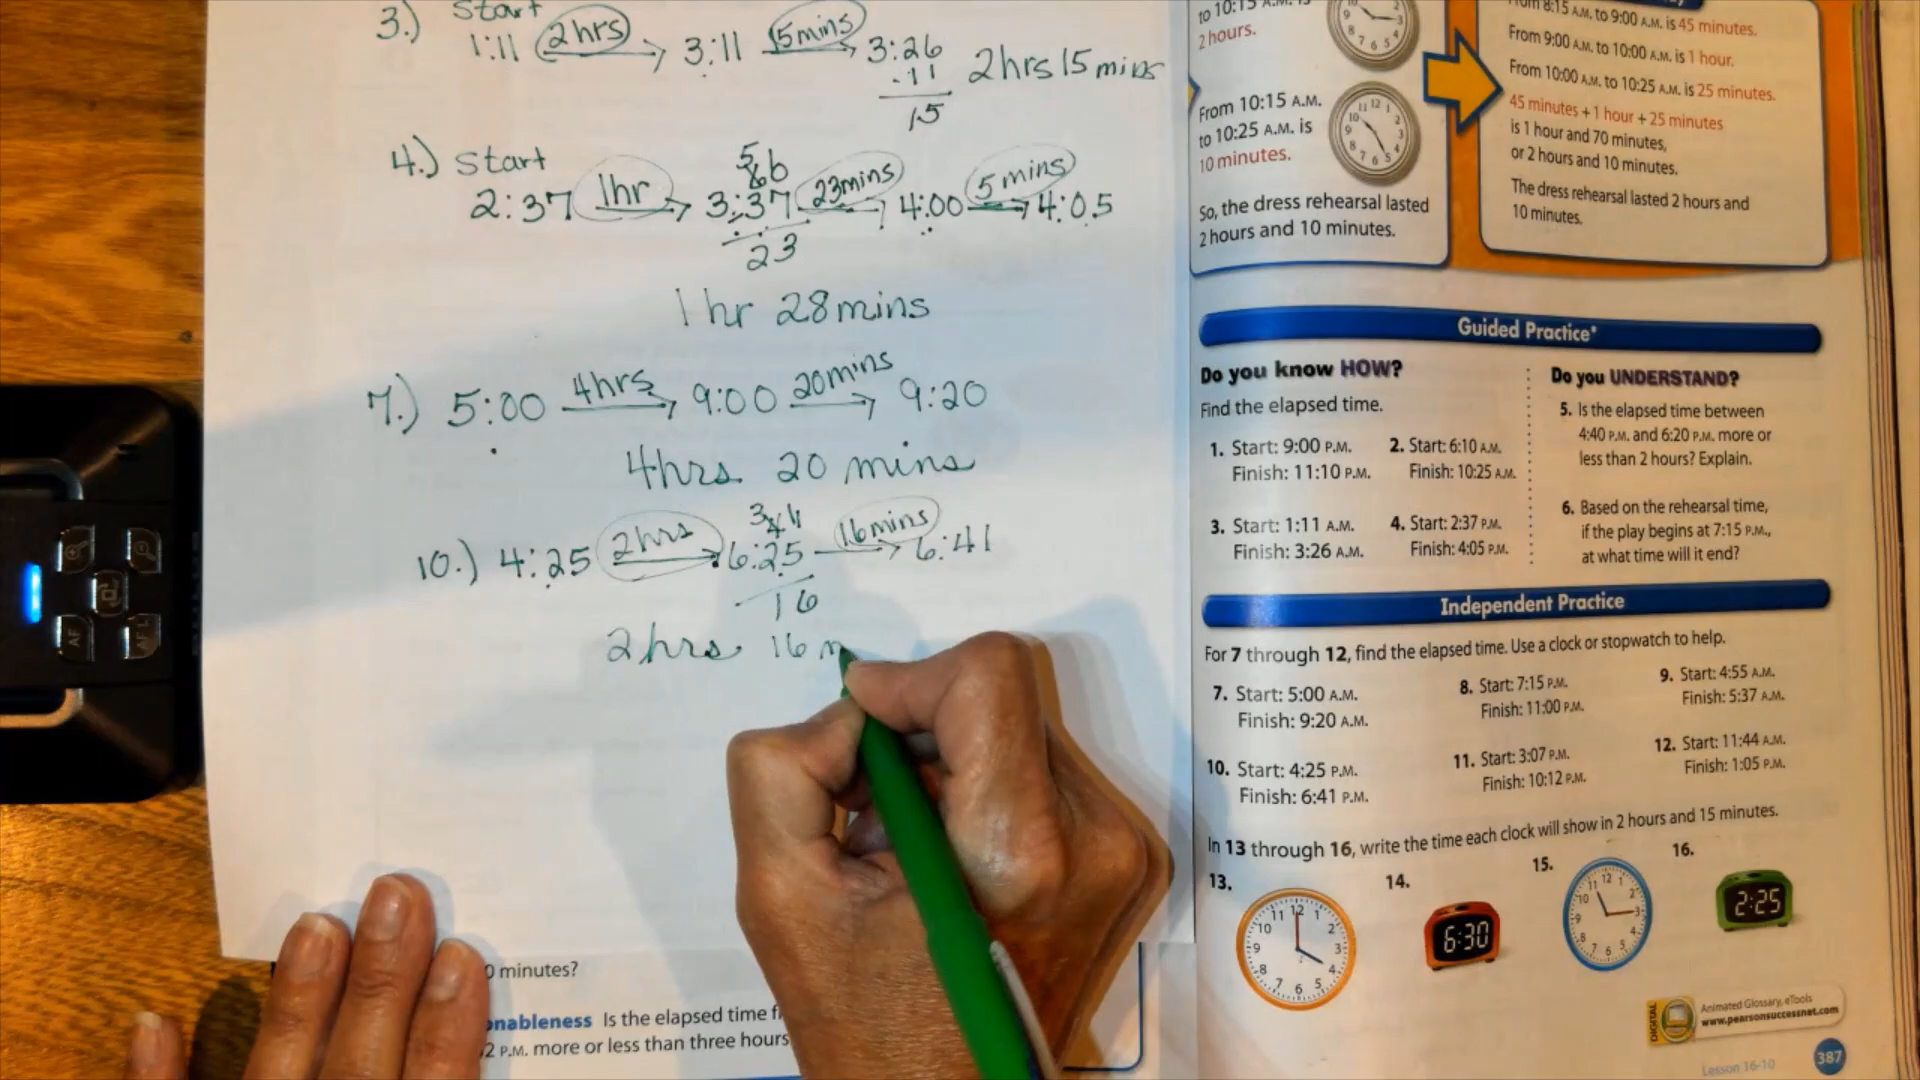 3.) Start
1:11 2hrs 3:11 15mins 3:26
-11 2hrs 15 mins
15
4.) Start
2:37 1hr 3:37 23mins 4:00 5 mins 4:05
23
1 hr 28 mins
7.) 5:00 4hrs 9:00 20mins 9:20
4hrs 20 mins
10.) 4:25 2hrs 6:25 16mins 6:41
16
2hrs 16 m
0 minutes?
onableness Is the elapsed time
2 P.M. more or less than three hours
to 10:15 A.M. is
2 hours.
From 10:15 A.M.
to 10:25 A.M. is
10 minutes.
So, the dress rehearsal lasted
2 hours and 10 minutes.
From 8:15 A.M. to 9:00 A.M. is 45 minutes.
From 9:00 A.M. to 10:00 A.M. is 1 hour.
From 10:00 A.M. to 10:25 A.M. is 25 minutes.
45 minutes + 1 hour + 25 minutes
is 1 hour and 70 minutes,
or 2 hours and 10 minutes.
The dress rehearsal lasted 2 hours and
10 minutes.
Guided Practice*
Do you know HOW?
Find the elapsed time.
1. Start: 9:00 P.M.
Finish: 11:10 P.M.
2. Start: 6:10 A.M.
Finish: 10:25 A.M.
3. Start: 1:11 A.M.
Finish: 3:26 A.M.
4. Start: 2:37 P.M.
Finish: 4:05 P.M.
Do you UNDERSTAND?
5. Is the elapsed time between
4:40 P.M. and 6:20 P.M. more or
less than 2 hours? Explain.
6. Based on the rehearsal time,
if the play begins at 7:15 P.M.,
at what time will it end?
Independent Practice
For 7 through 12, find the elapsed time. Use a clock or stopwatch to help.
7. Start: 5:00 A.M.
Finish: 9:20 A.M.
8. Start: 7:15 P.M.
Finish: 11:00 P.M.
9. Start: 4:55 A.M.
Finish: 5:37 A.M.
10. Start: 4:25 P.M.
Finish: 6:41 P.M.
11. Start: 3:07 P.M.
Finish: 10:12 P.M.
12. Start: 11:44 A.M.
Finish: 1:05 P.M.
In 13 through 16, write the time each clock will show in 2 hours and 15 minutes.
13.
14.
6:30
15.
16.
2:25
DIGITAL
Animated Glossary, eTools
www.pearsonsuccessnet.com
Lesson 16-10
387
AF
AF L